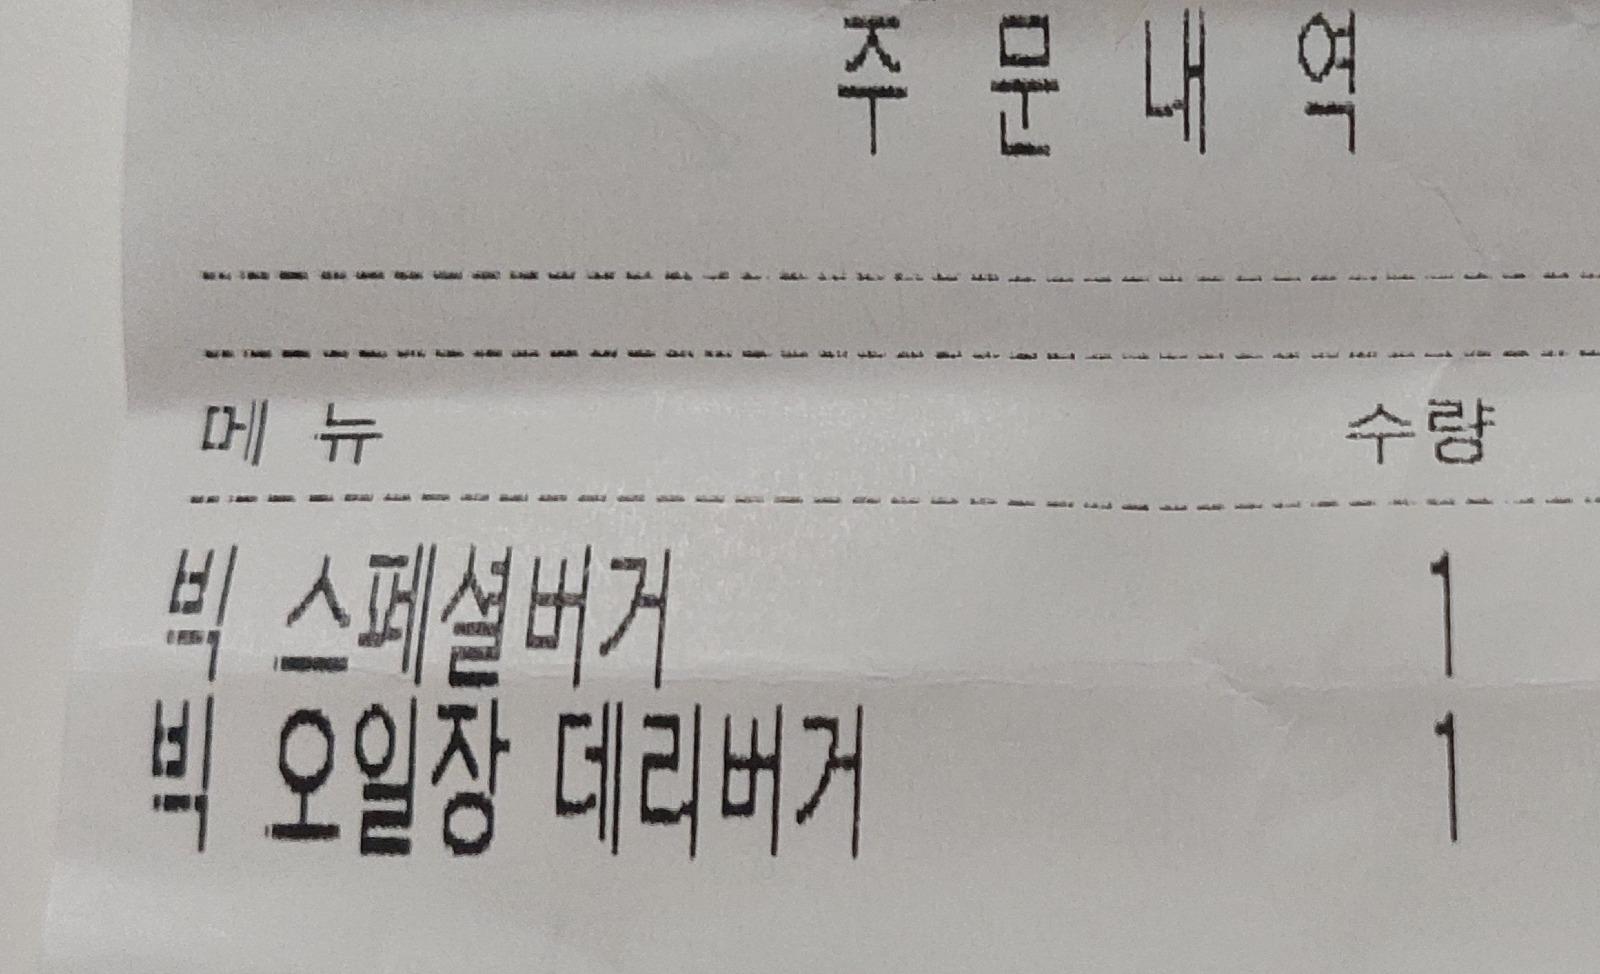 주 문 내 역
메 뉴 수량
빅 스페셜버거 1
빅 오일장 데리버거 1